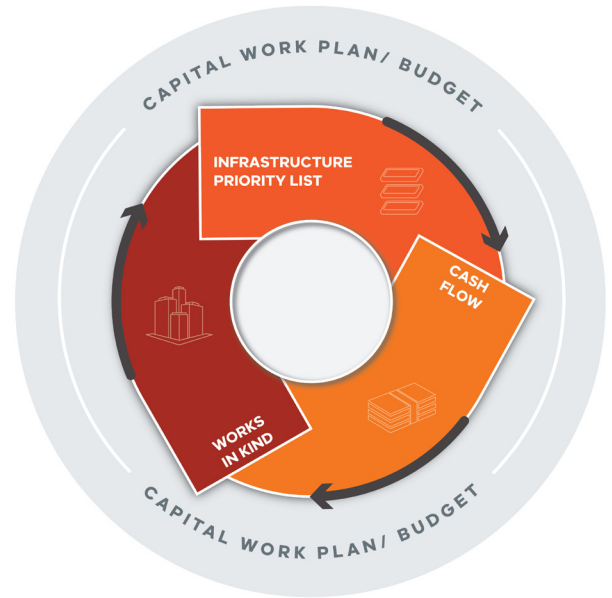 CAPITAL WORK PLAN/ BUDGET
INFRASTRUCTURE
PRIORITY LIST
CASH
FLOW
WORKS
IN KIND
CAPITAL WORK PLAN/ BUDGET